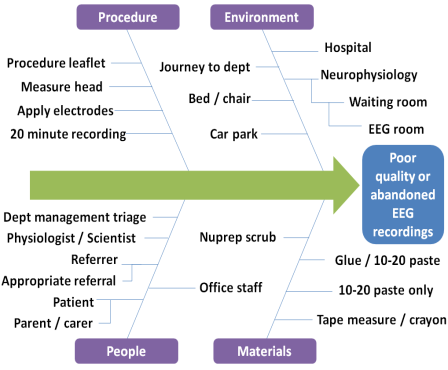 Procedure
Environment
Procedure leaflet
Measure head
Apply electrodes
20 minute recording
Journey to dept
Bed / chair
Car park
Hospital
Neurophysiology
Waiting room
EEG room
Poor
quality or
abandoned
EEG
recordings
Dept management triage
Physiologist / Scientist
Referrer
Appropriate referral
Patient
Parent / carer
Office staff
Nuprep scrub
Glue / 10-20 paste
10-20 paste only
Tape measure / crayon
People
Materials